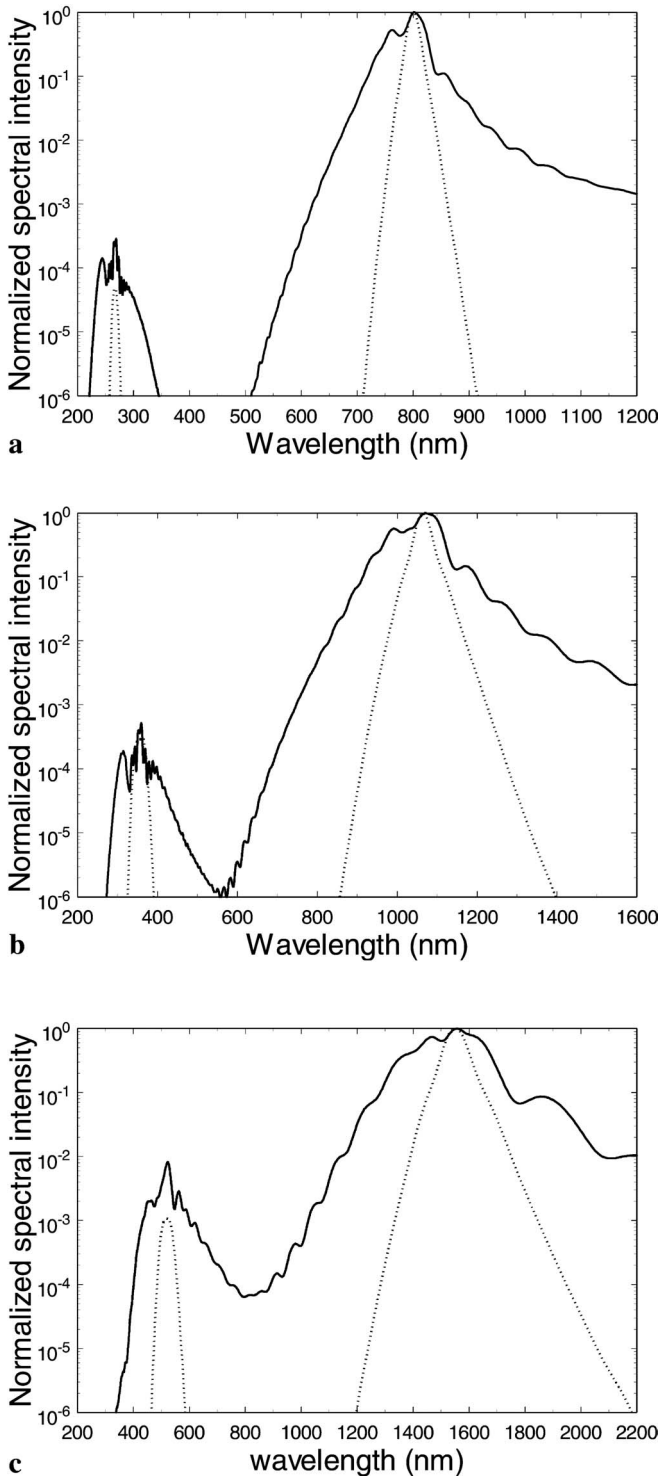 Normalized spectral intensity
10^0
10^-1
10^-2
10^-3
10^-4
10^-5
10^-6
200 300 400 500 600 700 800 900 1000 1100 1200
Wavelength (nm)
a
Normalized spectral intensity
10^0
10^-1
10^-2
10^-3
10^-4
10^-5
10^-6
200 400 600 800 1000 1200 1400 1600
Wavelength (nm)
b
Normalized spectral intensity
10^0
10^-1
10^-2
10^-3
10^-4
10^-5
10^-6
200 400 600 800 1000 1200 1400 1600 1800 2000 2200
wavelength (nm)
c